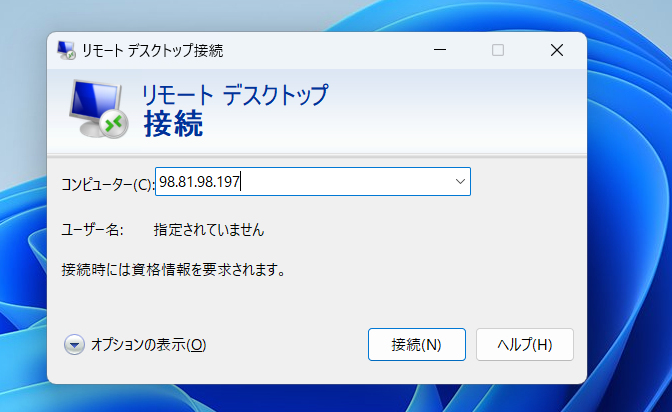 リモート デスクトップ接続
リモート デスクトップ
接続
コンピューター(C): 98.81.98.197
ユーザー名: 指定されていません
接続時には資格情報を要求されます。
オプションの表示(O) 接続(N) ヘルプ(H)